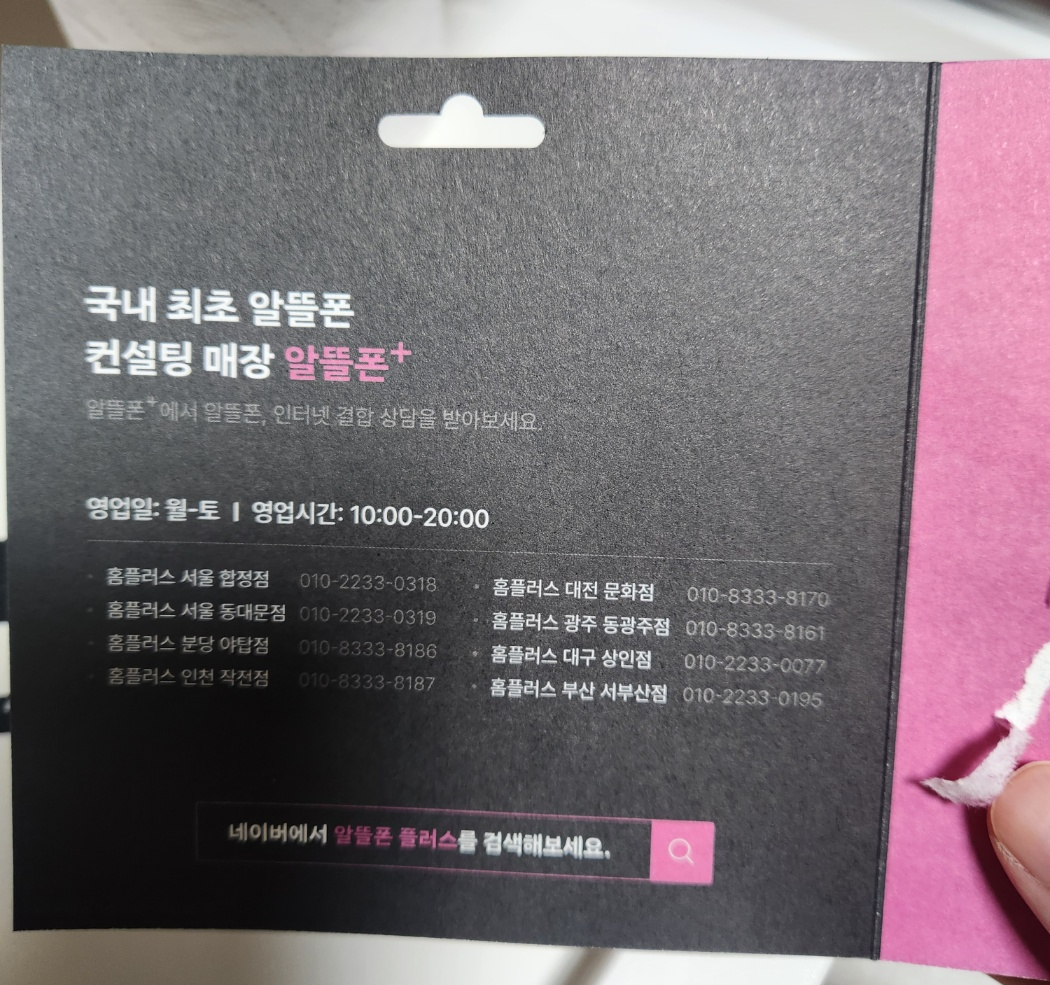 국내 최초 알뜰폰
컨설팅 매장 알뜰폰+
알뜰폰+에서 알뜰폰, 인터넷 결합 상담을 받아보세요.
영업일: 월-토 | 영업시간: 10:00-20:00
홈플러스 서울 합정점 010-2233-0318
홈플러스 서울 동대문점 010-2233-0319
홈플러스 분당 야탑점 010-8333-8186
홈플러스 인천 작전점 010-8333-8187
홈플러스 대전 문화점 010-8333-8170
홈플러스 광주 동광주점 010-8333-8161
홈플러스 대구 상인점 010-2233-0077
홈플러스 부산 서부산점 010-2233-0195
네이버에서 알뜰폰 플러스를 검색해보세요.